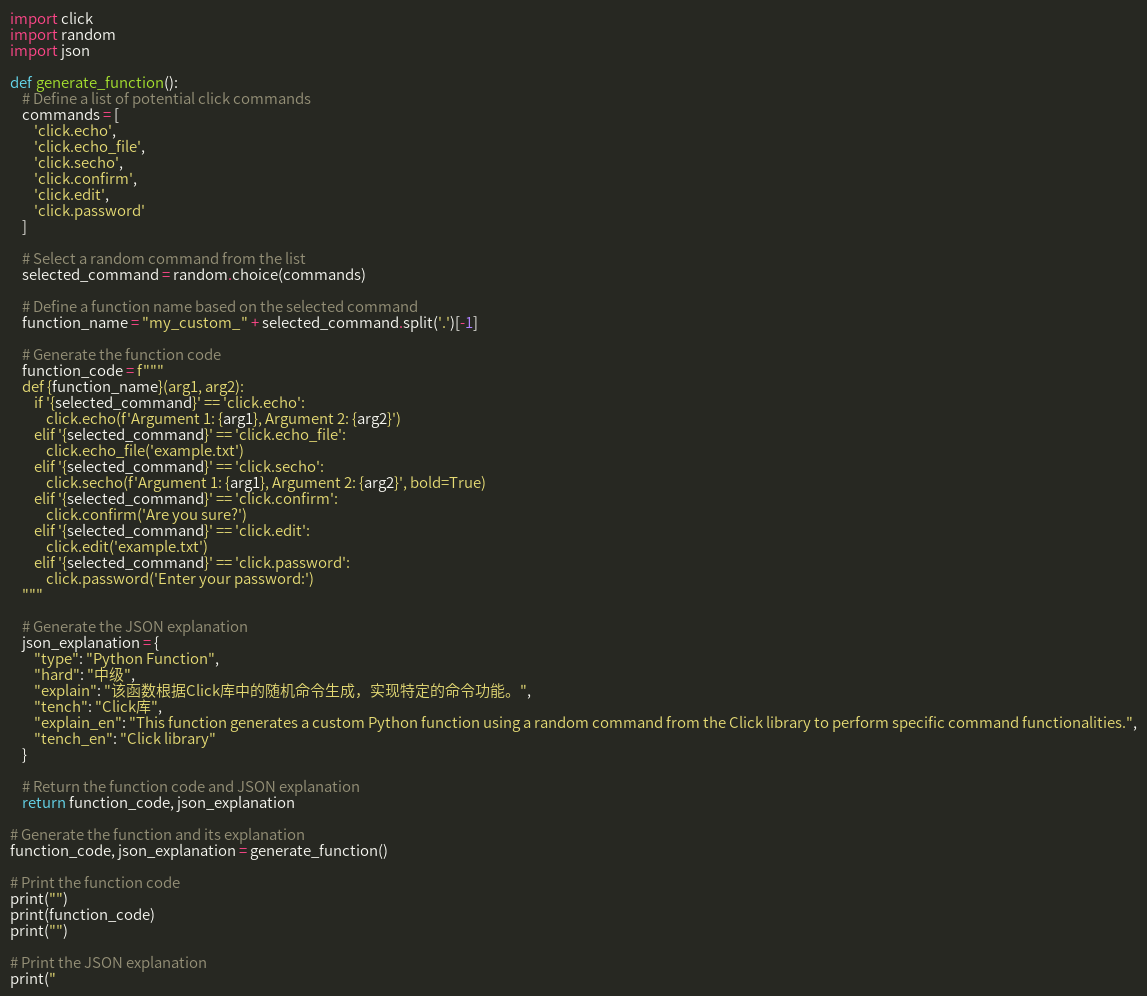 import click
import random
import json

def generate_function():
    # Define a list of potential click commands
    commands = [
        'click.echo',
        'click.echo_file',
        'click.secho',
        'click.confirm',
        'click.edit',
        'click.password'
    ]

    # Select a random command from the list
    selected_command = random.choice(commands)

    # Define a function name based on the selected command
    function_name = "my_custom_" + selected_command.split('.')[-1]

    # Generate the function code
    function_code = f"""
    def {function_name}(arg1, arg2):
        if '{selected_command}' == 'click.echo':
            click.echo(f'Argument 1: {arg1}, Argument 2: {arg2}')
        elif '{selected_command}' == 'click.echo_file':
            click.echo_file('example.txt')
        elif '{selected_command}' == 'click.secho':
            click.secho(f'Argument 1: {arg1}, Argument 2: {arg2}', bold=True)
        elif '{selected_command}' == 'click.confirm':
            click.confirm('Are you sure?')
        elif '{selected_command}' == 'click.edit':
            click.edit('example.txt')
        elif '{selected_command}' == 'click.password':
            click.password('Enter your password:')
    """

    # Generate the JSON explanation
    json_explanation = {
        "type": "Python Function",
        "hard": "中级",
        "explain": "该函数根据Click库中的随机命令生成，实现特定的命令功能。",
        "tench": "Click库",
        "explain_en": "This function generates a custom Python function using a random command from the Click library to perform specific command functionalities.",
        "tench_en": "Click library"
    }

    # Return the function code and JSON explanation
    return function_code, json_explanation

# Generate the function and its explanation
function_code, json_explanation = generate_function()

# Print the function code
print("")
print(function_code)
print("")

# Print the JSON explanation
print("